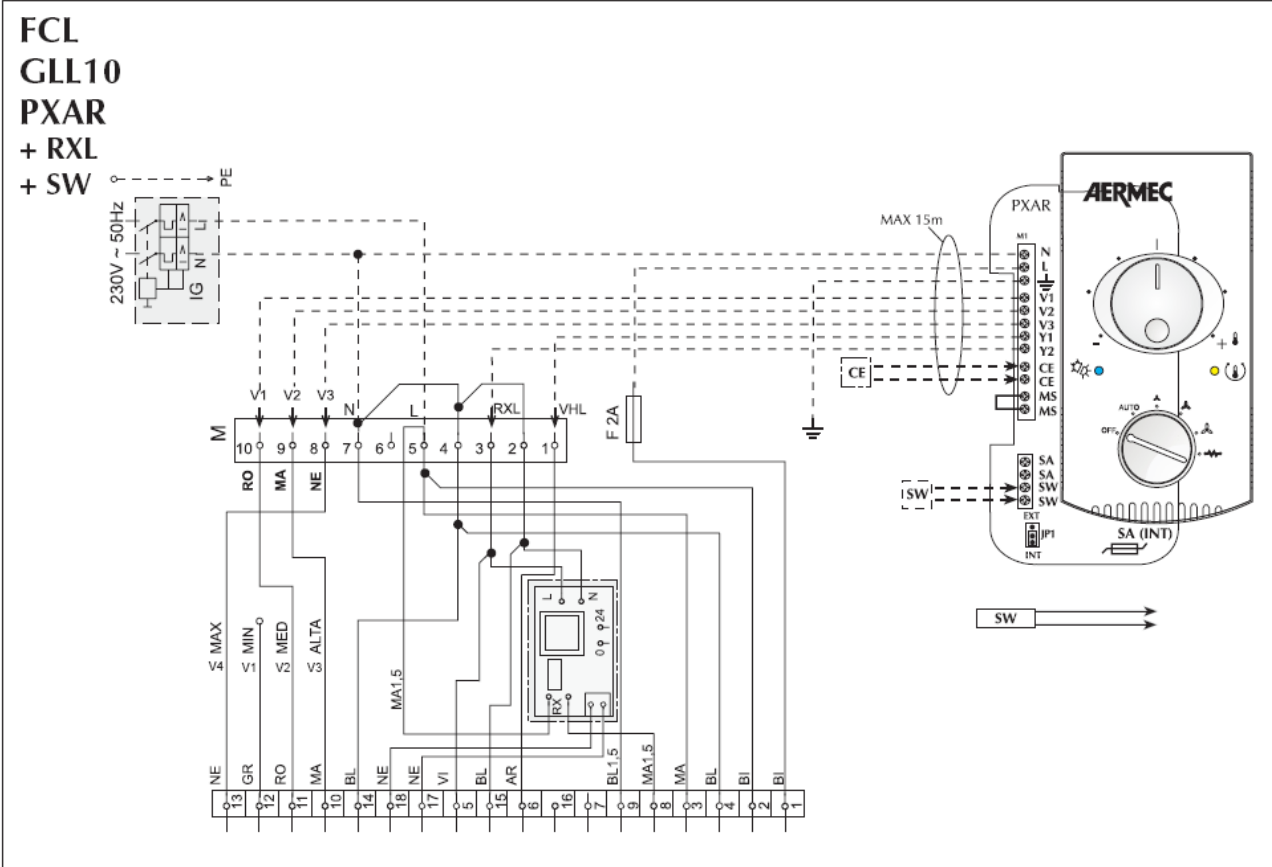 FCL
GLL10
PXAR
+ RXL
+ SW
PE
230V ~ 50Hz
L
N
IG
MAX 15m
PXAR
AERMEC
M1
N
L
V1
V2
V3
Y1
Y2
CE
CE
MS
MS
CE
- +
AUTO
OFF
SA
SA
SW
SW
SW
EXT
JP1
INT
SA (INT)
SW
V1 V2 V3 N L RXL VHL
F 2A
M
10 9 8 7 6 5 4 3 2 1
RO MA NE
L N
24
0
RX
MAX
V4
MIN
V1
MED
V2
ALTA
V3
MA1,5
NE GR RO MA BL NE NE VI BL AR BL1,5 MA1,5 MA BL BI BI
13 12 11 10 14 18 17 5 15 6 16 7 9 8 3 4 2 1